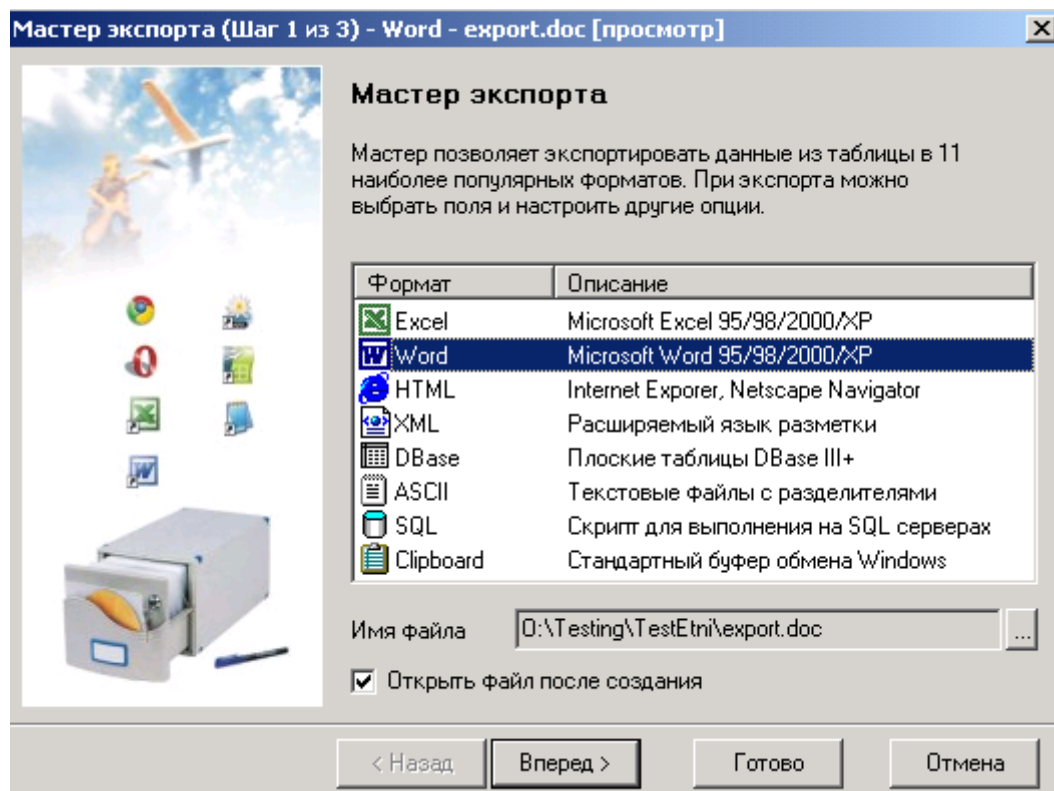 Мастер экспорта (Шаг 1 из 3) - Word - export.doc [просмотр]
Мастер экспорта
Мастер позволяет экспортировать данные из таблицы в 11
наиболее популярных форматов. При экспорта можно
выбрать поля и настроить другие опции.
Формат Описание
Excel Microsoft Excel 95/98/2000/XP
Word Microsoft Word 95/98/2000/XP
HTML Internet Exporer, Netscape Navigator
XML Расширяемый язык разметки
DBase Плоские таблицы DBase III+
ASCII Текстовые файлы с разделителями
SQL Скрипт для выполнения на SQL серверах
Clipboard Стандартный буфер обмена Windows
Имя файла O:\Testing\TestEtni\export.doc ...
Открыть файл после создания
< Назад Вперед > Готово Отмена